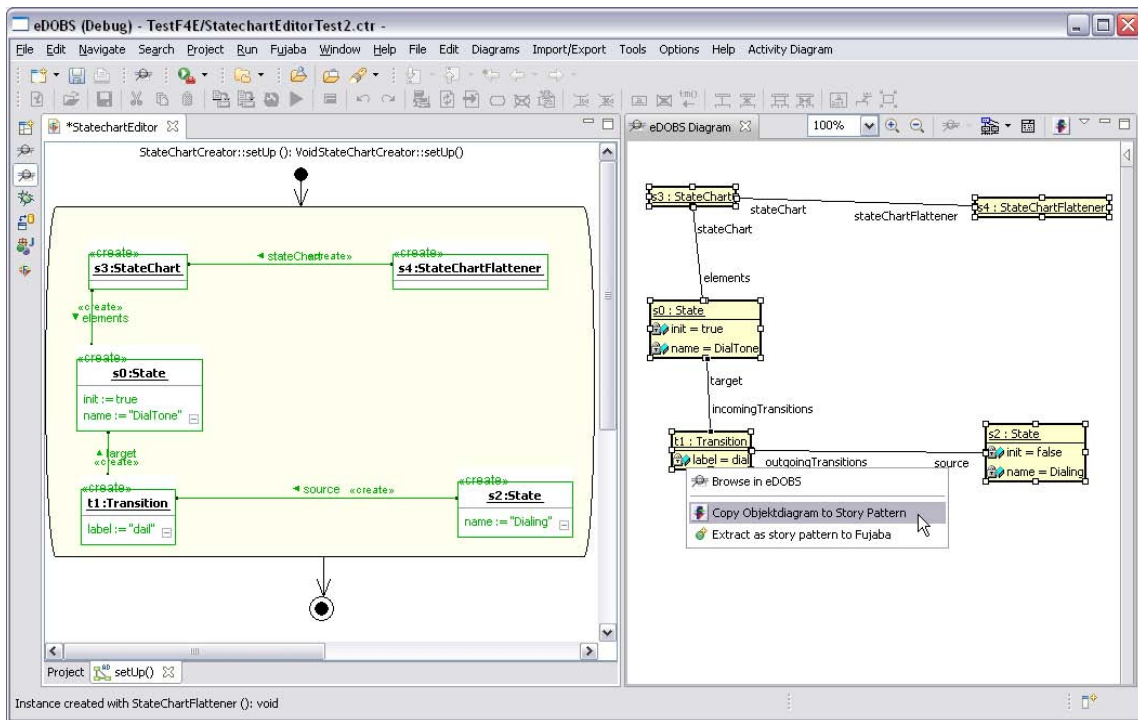 eDOBS (Debug) - TestF4E/StatechartEditorTest2.ctr -
File Edit Navigate Search Project Run Fujaba Window Help File Edit Diagrams Import/Export Tools Options Help Activity Diagram
*StatechartEditor
StateChartCreator::setUp (): VoidStateChartCreator::setUp()
«create»
s3:StateChart
◄ stateChart
«create»
«create»
s4:StateChartFlattener
«create»
▼ elements
«create»
s0:State
init := true
name := "DialTone"
▲ target
«create»
«create»
t1:Transition
label := "dail"
◄ source «create»
«create»
s2:State
name := "Dialing"
Project setUp()
Instance created with StateChartFlattener (): void
eDOBS Diagram 100%
s3 : StateChart
stateChart
stateChartFlattener
s4 : StateChartFlattener
stateChart
elements
s0 : State
init = true
name = DialTone
target
incomingTransitions
t1 : Transition
label = dial
outgoingTransitions
source
s2 : State
init = false
name = Dialing
Browse in eDOBS
Copy Objektdiagram to Story Pattern
Extract as story pattern to Fujaba